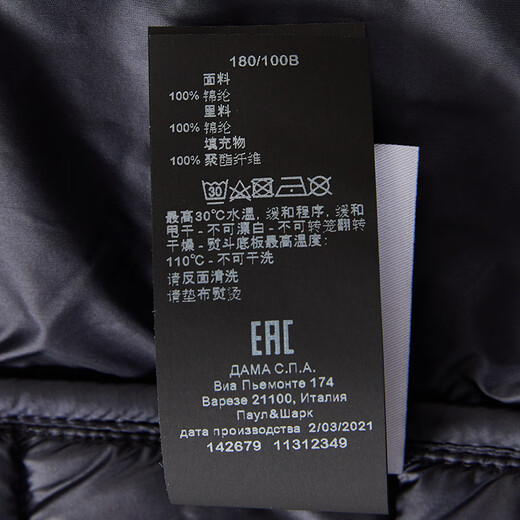 180/100B
面料
100% 锦纶
里料
100% 锦纶
填充物
100% 聚酯纤维
30
最高30℃水温, 缓和程序, 缓和
甩干 - 不可漂白 - 不可转笼翻转
干燥 - 熨斗底板最高温度:
110℃ - 不可干洗
请反面清洗
请垫布熨烫
EAC
ДАМА С.П.А.
Виа Пьемонте 174
Варезе 21100, Италия
Паул&Шарк
дата производства 2/03/2021
142679 11312349